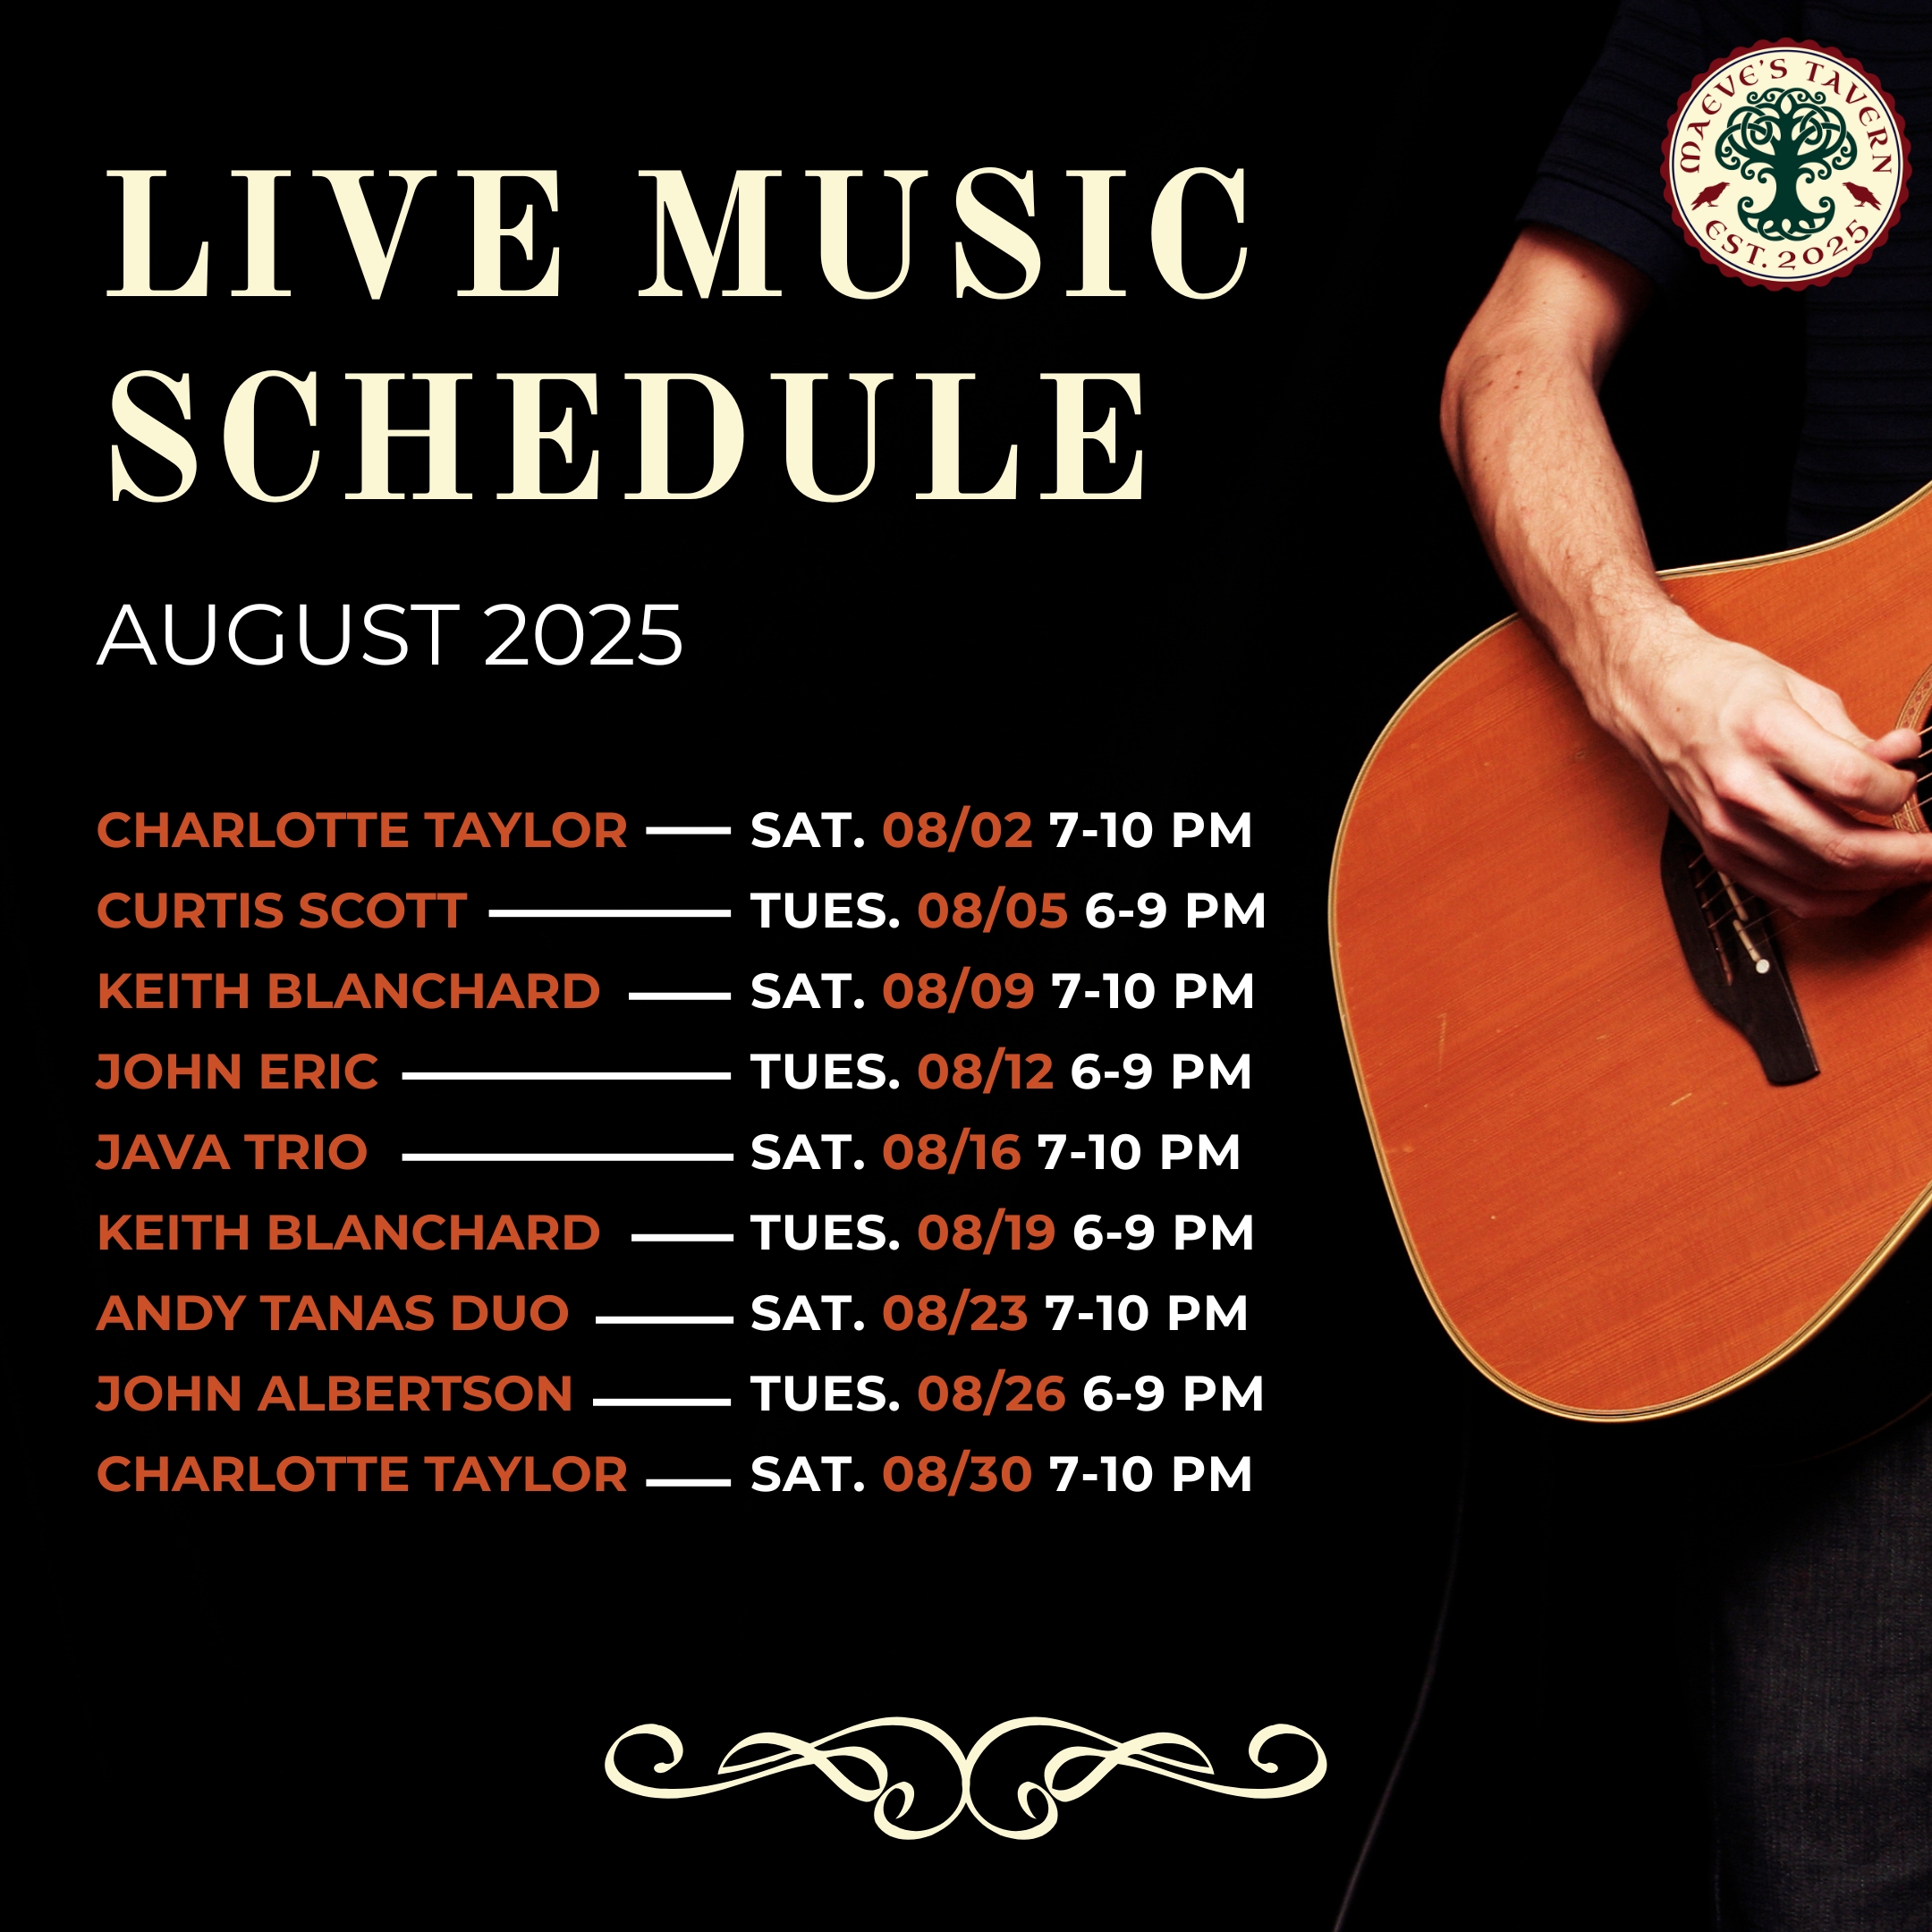 MAEVE'S TAVERN
EST. 2025
LIVE MUSIC
SCHEDULE
AUGUST 2025
CHARLOTTE TAYLOR — SAT. 08/02 7-10 PM
CURTIS SCOTT — TUES. 08/05 6-9 PM
KEITH BLANCHARD — SAT. 08/09 7-10 PM
JOHN ERIC — TUES. 08/12 6-9 PM
JAVA TRIO — SAT. 08/16 7-10 PM
KEITH BLANCHARD — TUES. 08/19 6-9 PM
ANDY TANAS DUO — SAT. 08/23 7-10 PM
JOHN ALBERTSON — TUES. 08/26 6-9 PM
CHARLOTTE TAYLOR — SAT. 08/30 7-10 PM